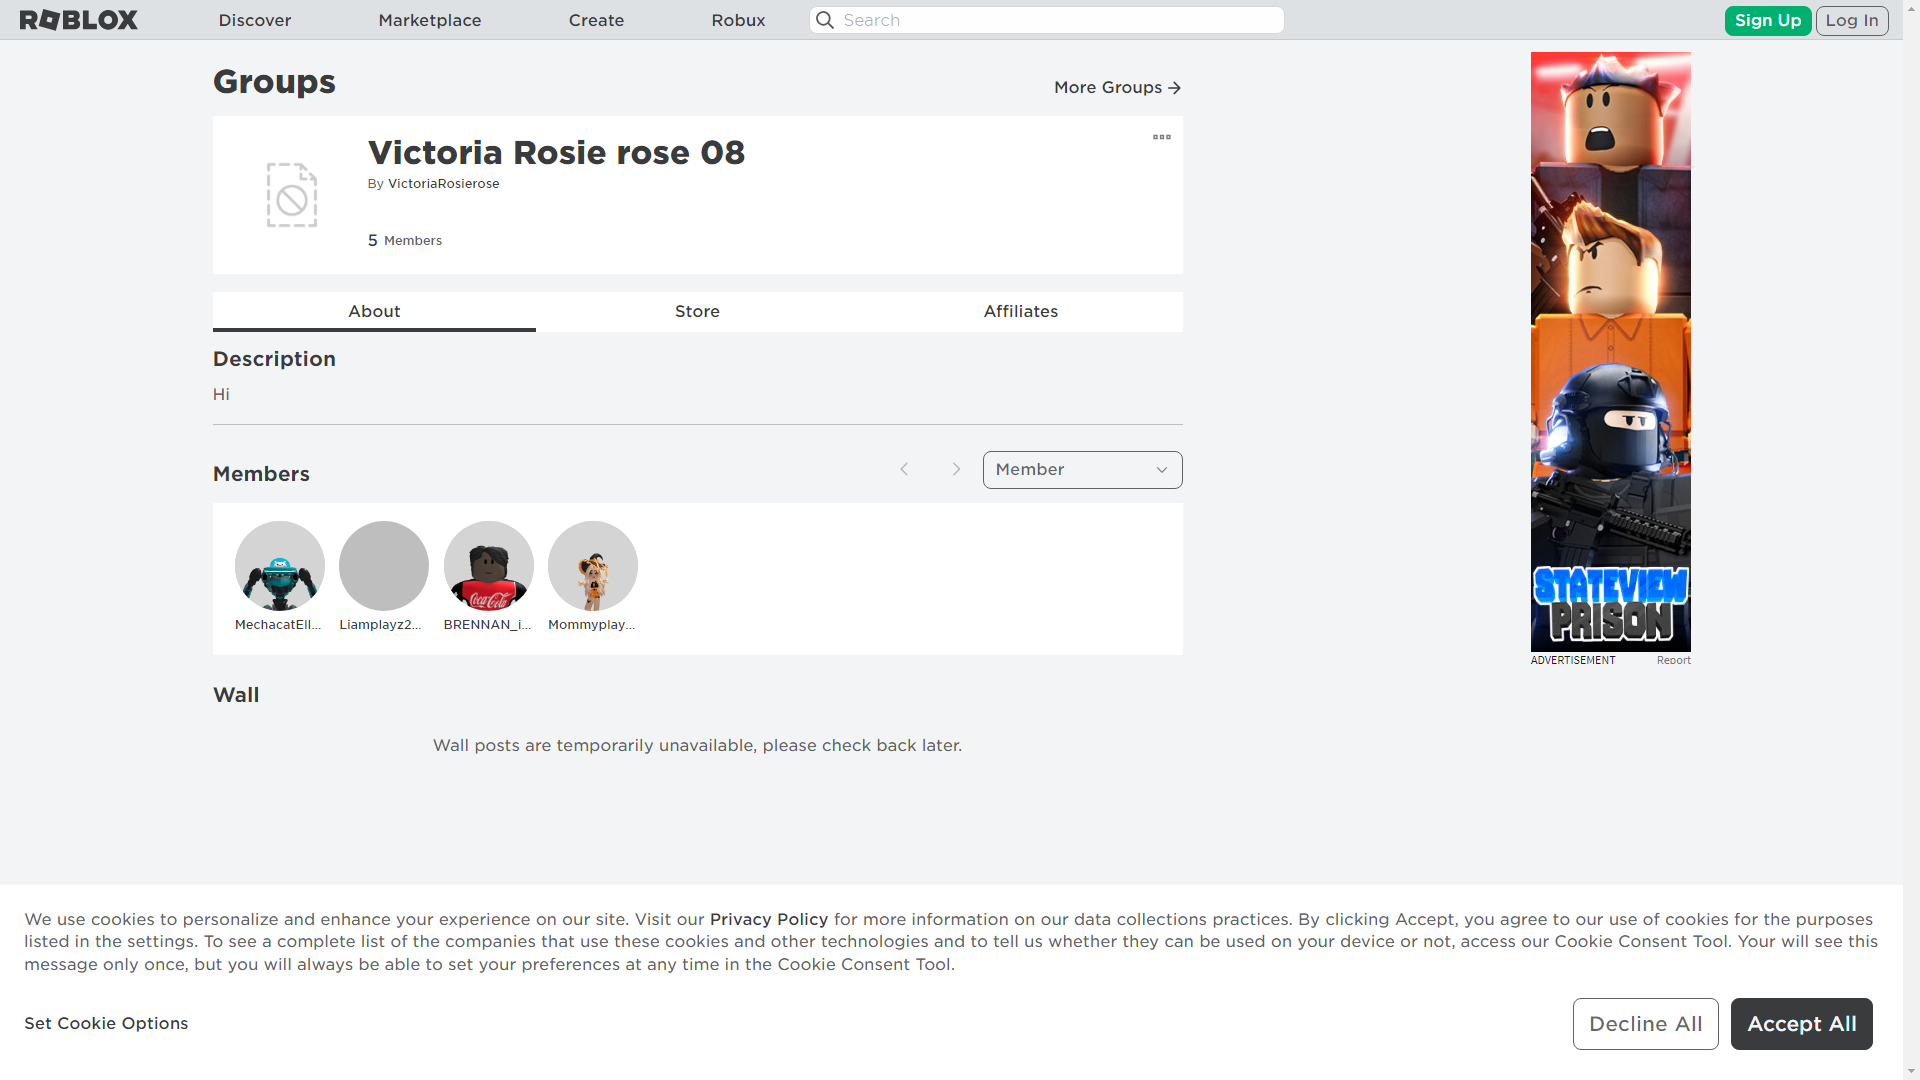 ROBLOX
Discover
Marketplace
Create
Robux
Search
Sign Up
Log In
Groups
More Groups
Victoria Rosie rose 08
By VictoriaRosierose
5 Members
About
Store
Affiliates
Description
Hi
Members
Member
MechacatEll...
Liamplayz2...
BRENNAN_i...
Mommyplay...
Coca-Cola
Wall
Wall posts are temporarily unavailable, please check back later.
STATEVIEW
PRISON
ADVERTISEMENT
Report
We use cookies to personalize and enhance your experience on our site. Visit our Privacy Policy for more information on our data collections practices. By clicking Accept, you agree to our use of cookies for the purposes
listed in the settings. To see a complete list of the companies that use these cookies and other technologies and to tell us whether they can be used on your device or not, access our Cookie Consent Tool. Your will see this
message only once, but you will always be able to set your preferences at any time in the Cookie Consent Tool.
Set Cookie Options
Decline All
Accept All